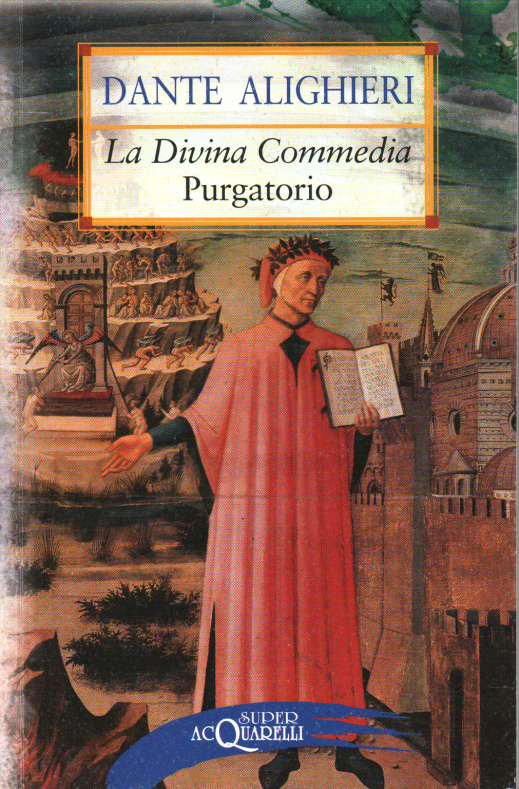 DANTE ALIGHIERI
La Divina Commedia
Purgatorio
SUPER
ACQUARELLI